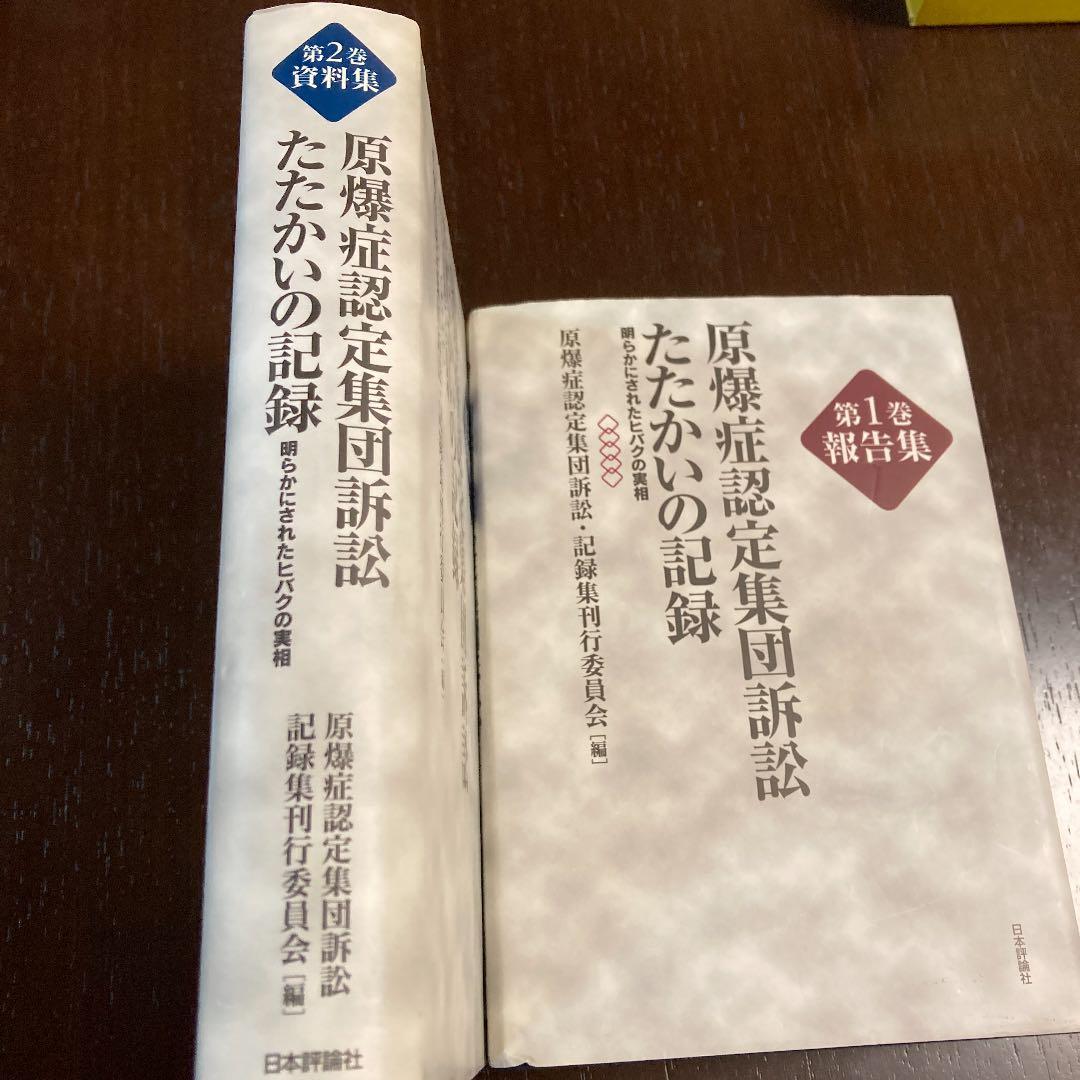 第2巻
資料集
原爆症認定集団訴訟
たたかいの記録
明らかにされたヒバクの実相
原爆症認定集団訴訟
記録集刊行委員会[編]
日本評論社
第1巻
報告集
原爆症認定集団訴訟
たたかいの記録
明らかにされたヒバクの実相
原爆症認定集団訴訟・記録集刊行委員会[編]
日本評論社